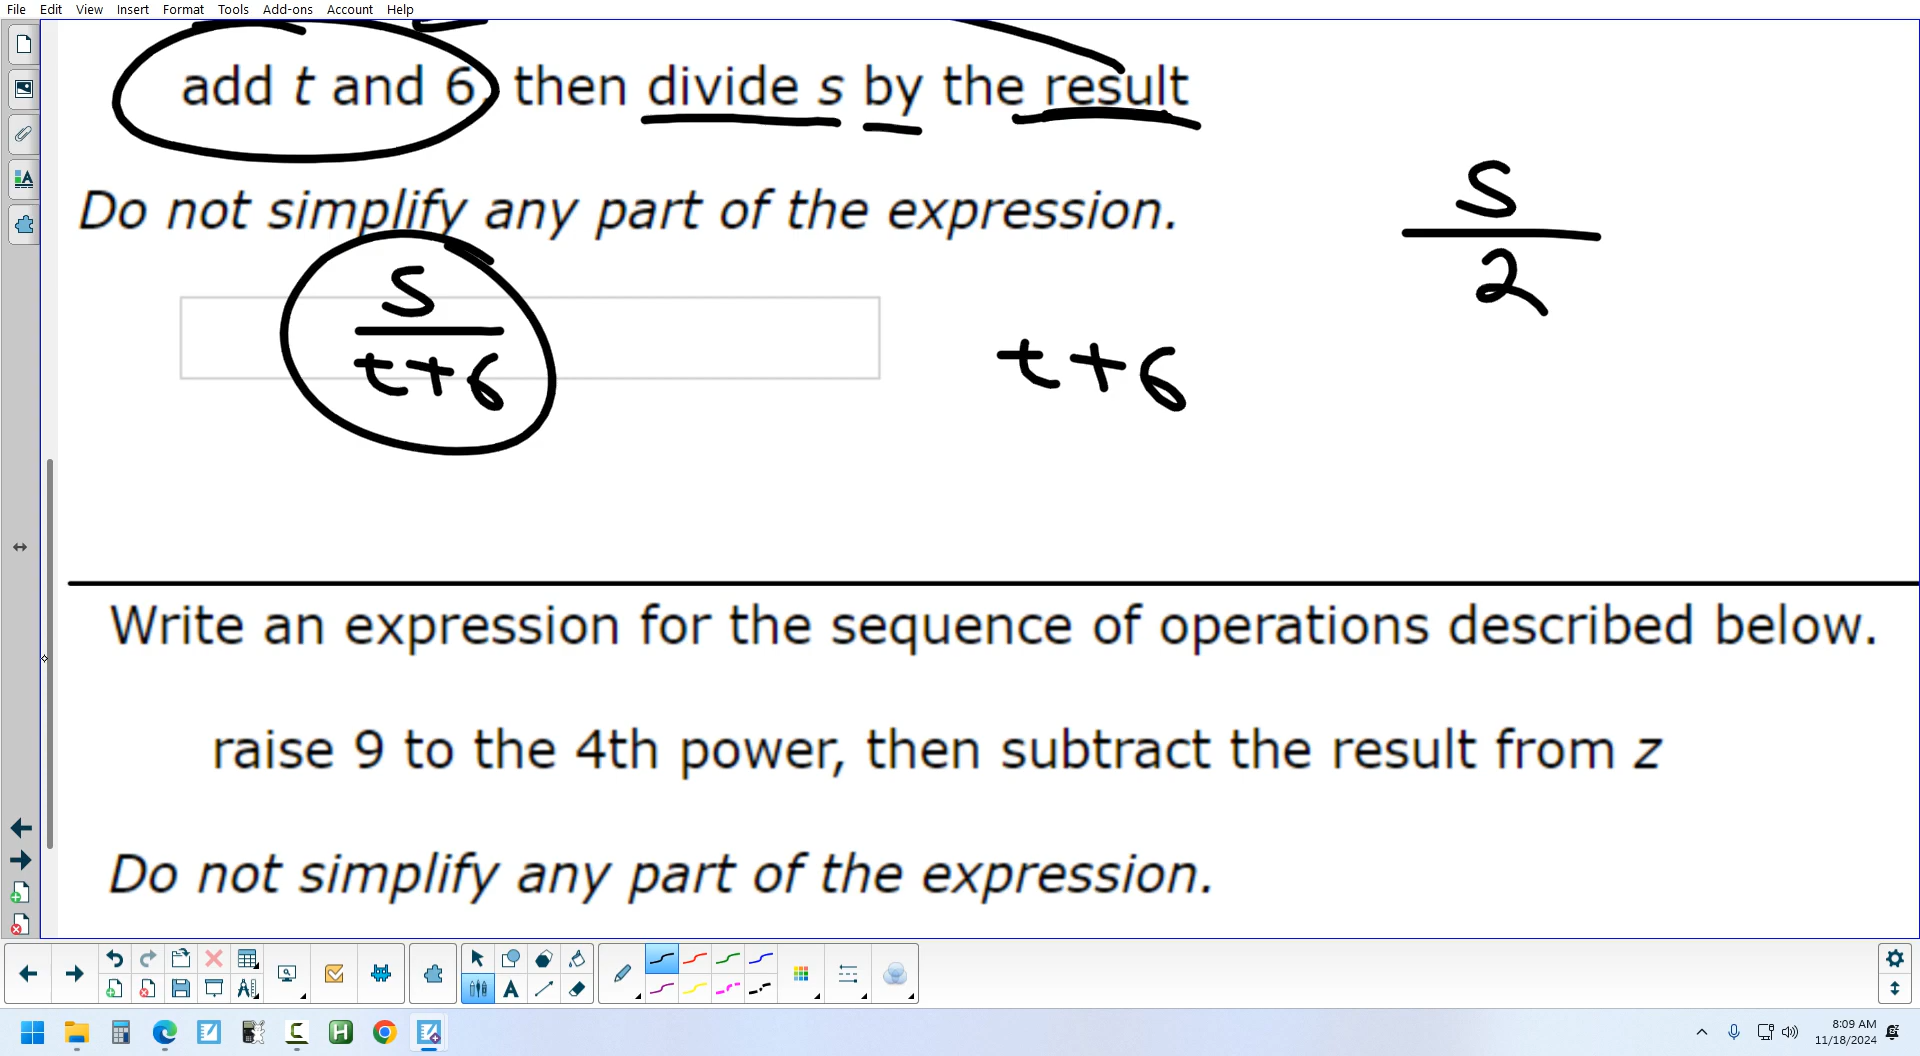 File Edit View Insert Format Tools Add-ons Account Help
add t and 6, then divide s by the result
Do not simplify any part of the expression.
s
t+6
t+6
s
2
Write an expression for the sequence of operations described below.
raise 9 to the 4th power, then subtract the result from z
Do not simplify any part of the expression.
8:09 AM
11/18/2024